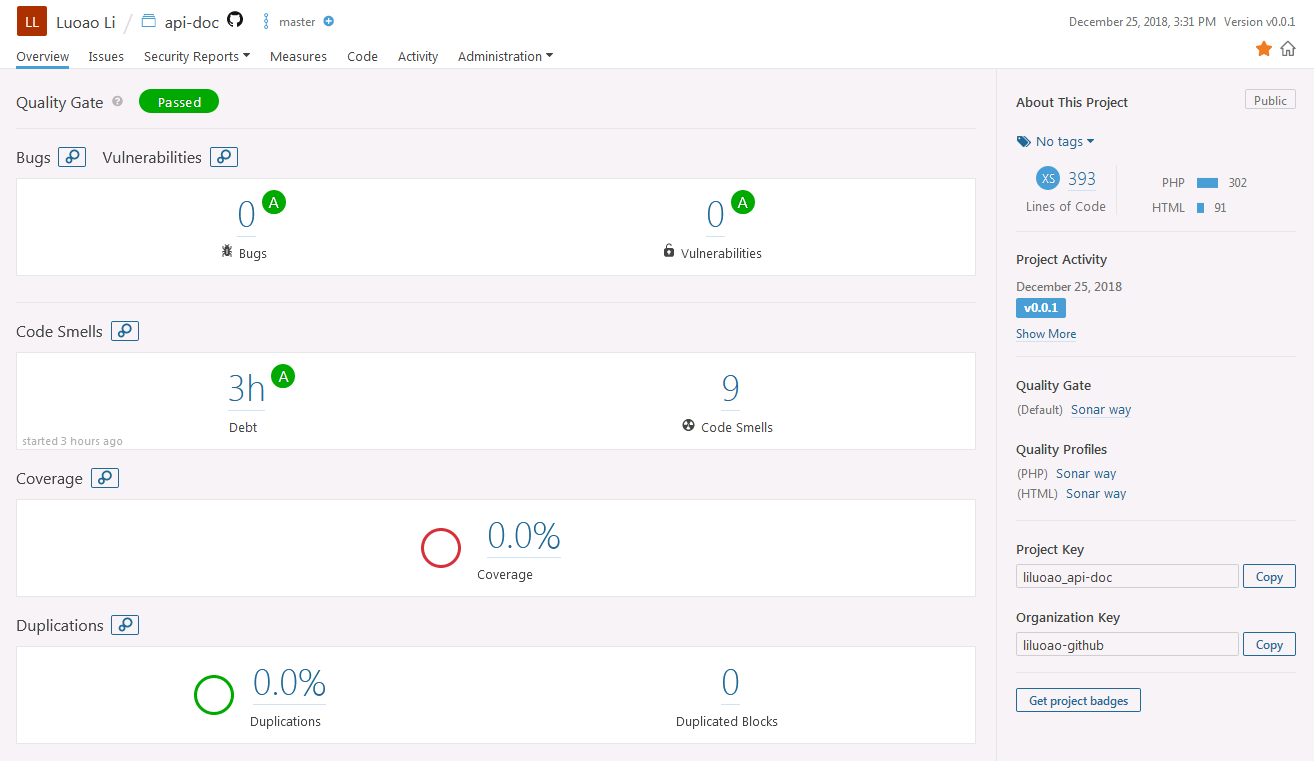 LL Luoao Li / api-doc master
December 25, 2018, 3:31 PM Version v0.0.1
Overview Issues Security Reports Measures Code Activity Administration
Quality Gate ? Passed
Bugs Vulnerabilities
0 A
Bugs
0 A
Vulnerabilities
Code Smells
3h A
Debt
started 3 hours ago
9
Code Smells
Coverage
0.0%
Coverage
Duplications
0.0%
Duplications
0
Duplicated Blocks
About This Project Public
No tags
XS 393
Lines of Code
PHP 302
HTML 91
Project Activity
December 25, 2018
v0.0.1
Show More
Quality Gate
(Default) Sonar way
Quality Profiles
(PHP) Sonar way
(HTML) Sonar way
Project Key
liluoao_api-doc Copy
Organization Key
liluoao-github Copy
Get project badges